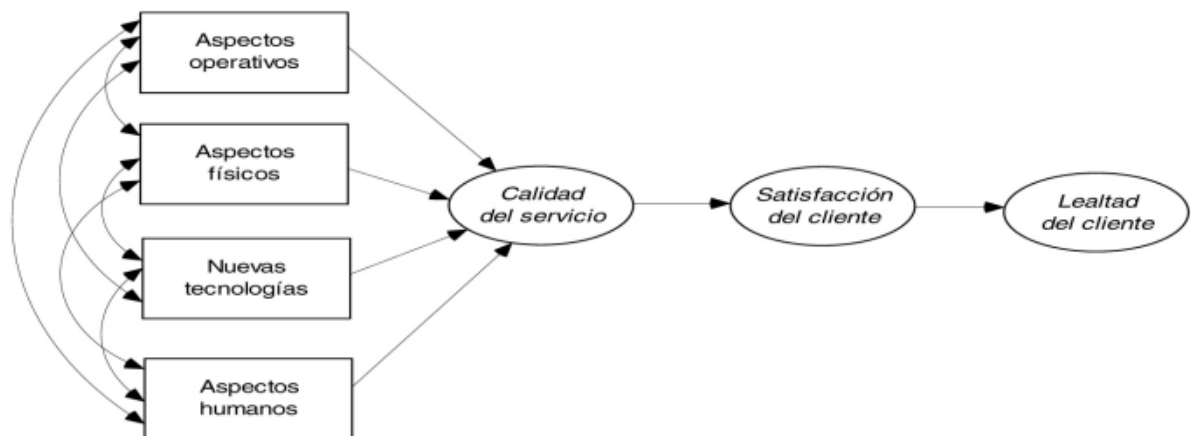 Aspectos
operativos
Aspectos
físicos
Nuevas
tecnologías
Aspectos
humanos
Calidad
del servicio
Satisfacción
del cliente
Lealtad
del cliente